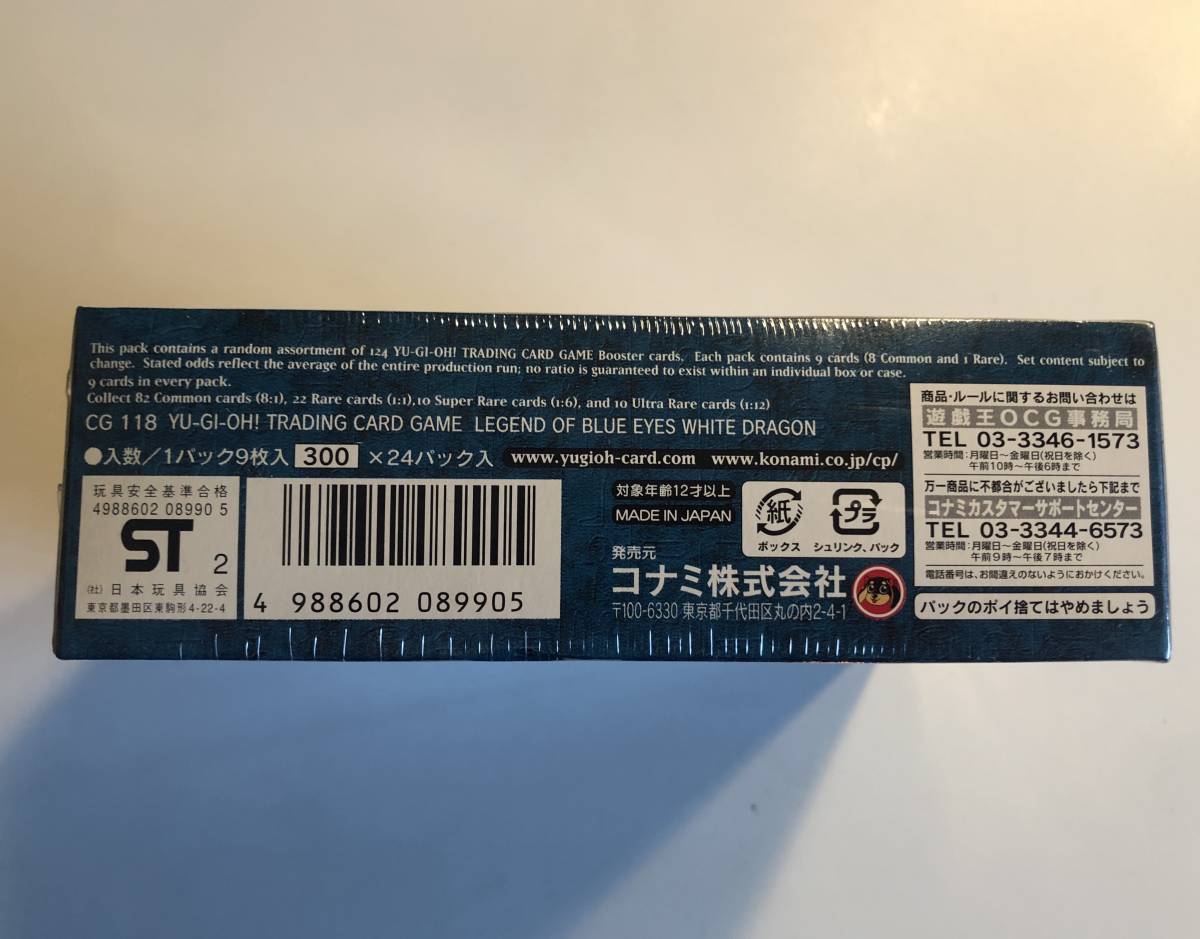 This pack contains a random assortment of 124 YU-GI-OH! TRADING CARD GAME Booster cards. Each pack contains 9 cards (8 Common and 1 Rare). Set content subject to
change. Stated odds reflect the average of the entire production run; no ratio is guaranteed to exist within an individual box or case.
9 cards in every pack.
Collect 82 Common cards (8:1), 22 Rare cards (1:1),10 Super Rare cards (1:6), and 10 Ultra Rare cards (1:12)
CG 118 YU-GI-OH! TRADING CARD GAME LEGEND OF BLUE EYES WHITE DRAGON
●入数/1パック9枚入 300 ×24パック入 www.yugioh-card.com www.konami.co.jp/cp/
玩具安全基準合格
4988602 08990 5
ST 2
(社)日本玩具協会
東京都墨田区東駒形4-22-4
4 988602 089905
対象年齢12才以上
MADE IN JAPAN
紙
ボックス
プラ
シュリンク、パック
発売元
コナミ株式会社
〒100-6330 東京都千代田区丸の内2-4-1
商品・ルールに関するお問い合わせは
遊戯王OCG事務局
TEL 03-3346-1573
営業時間:月曜日~金曜日(祝日を除く)
午前10時~午後6時まで
万一商品に不都合がございましたら下記まで
コナミカスタマーサポートセンター
TEL 03-3344-6573
営業時間:月曜日~金曜日(祝日を除く)
午前9時~午後7時まで
電話番号は、お間違えのないようにおかけください。
パックのポイ捨てはやめましょう